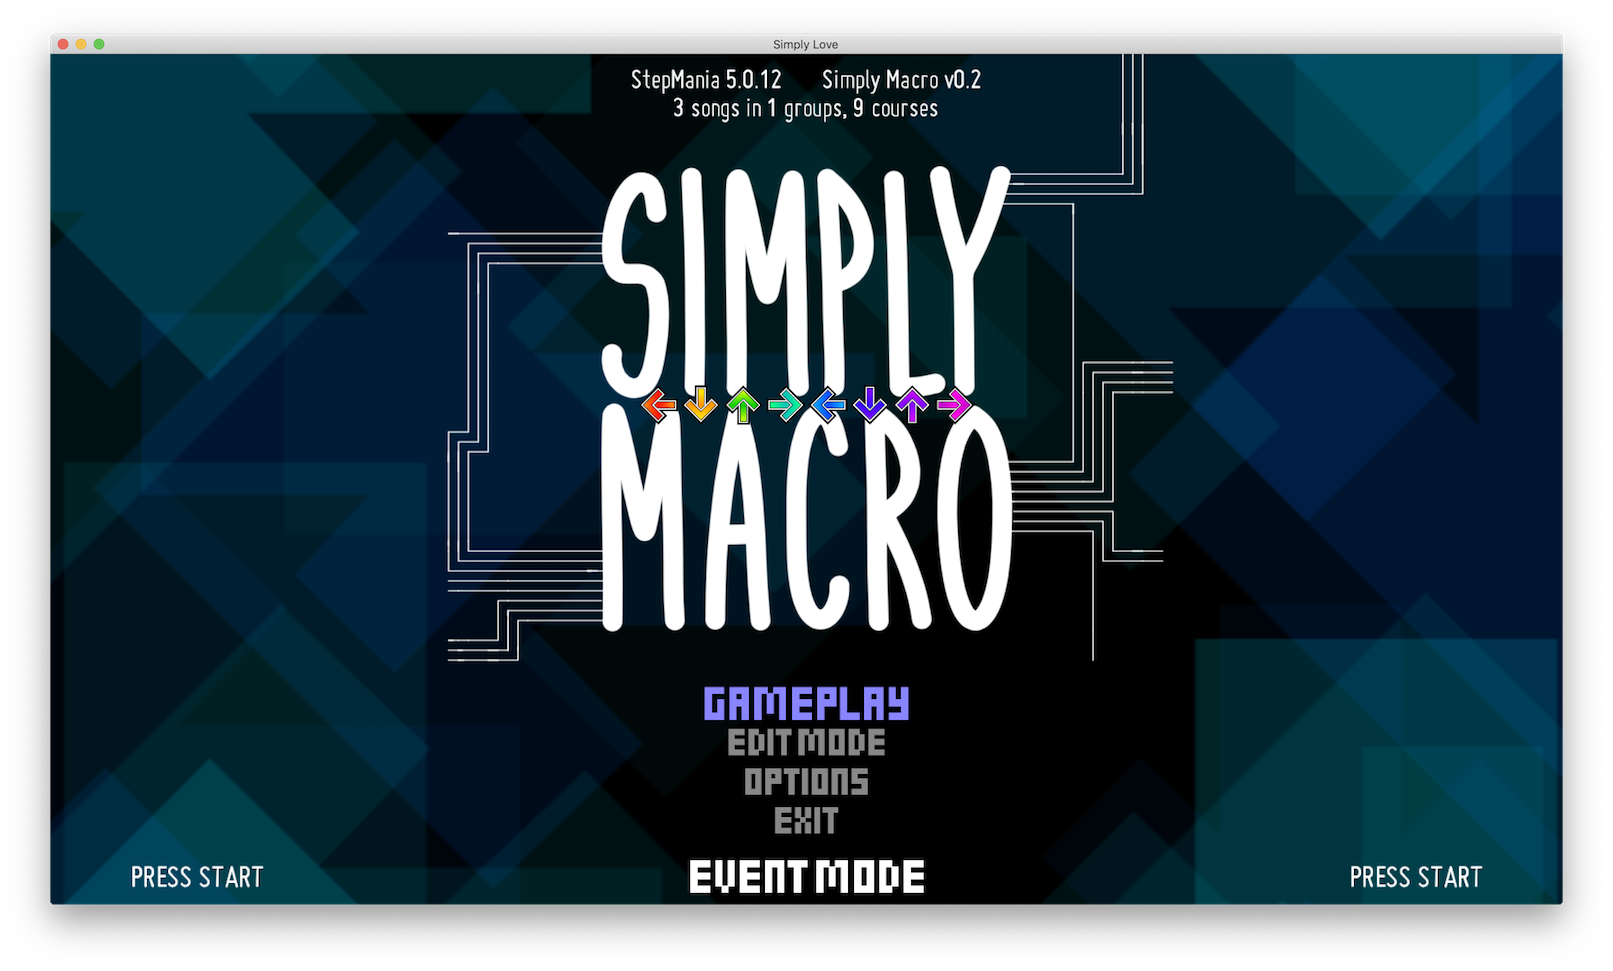 Simply Love
StepMania 5.0.12 Simply Macro v0.2
3 songs in 1 groups, 9 courses
SIMPLY
MACRO
GAMEPLAY
EDIT MODE
OPTIONS
EXIT
PRESS START EVENT MODE PRESS START